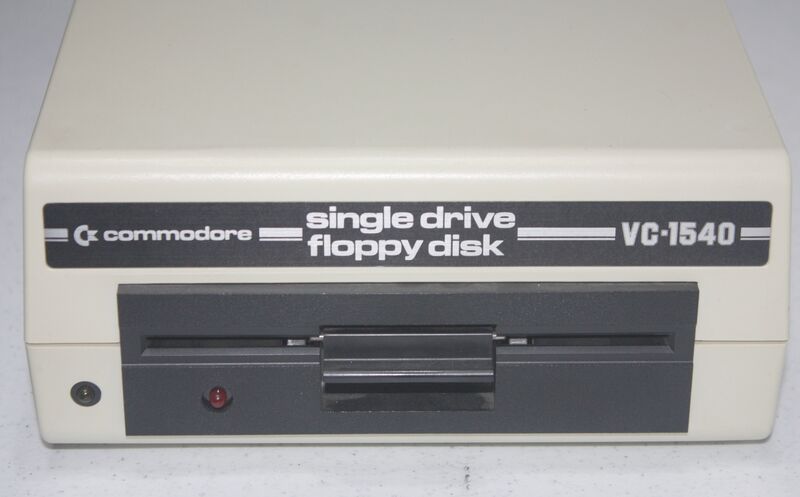 commodore
single drive
floppy disk
VC-1540